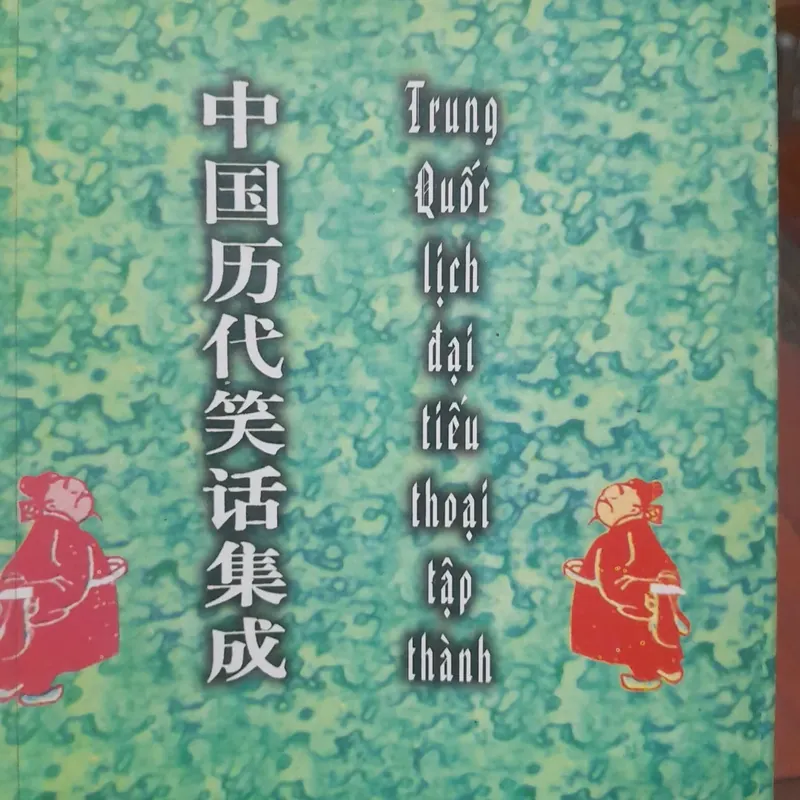 中国历代笑话集成
Trung
Quốc
lịch
đại
tiếu
thoại
tập
thành